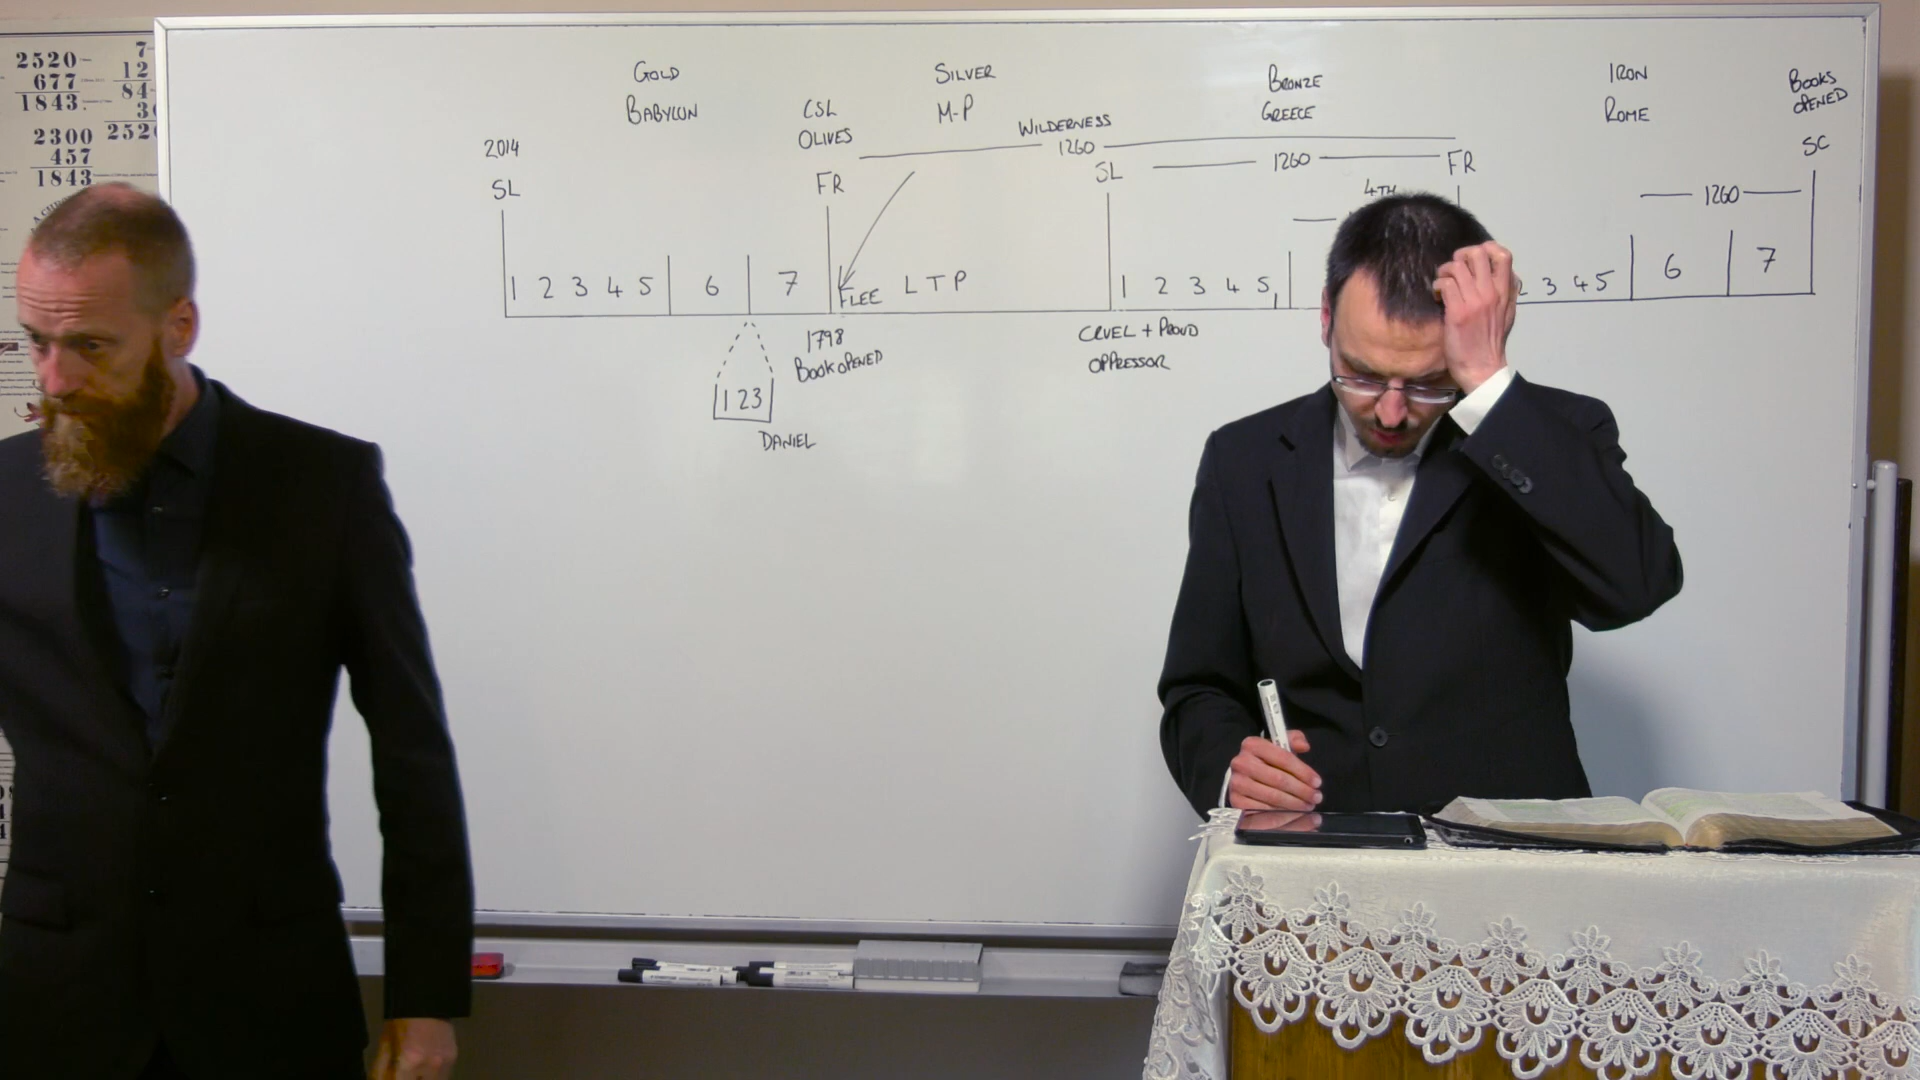 2520
677
1843.
2300
457
1843
7
12
84
30
2520
GOLD
BABYLON
SILVER
M-P
BRONZE
GREECE
IRON
ROME
BOOKS
OPENED
CSL
OLIVES
WILDERNESS
1260
2014
SL
FR
SL
1260
FR
SC
4TH
1260
1 2 3 4 5 6 7
FLEE L T P
1 2 3 4 5,
2 3 4 5 6 7
1798
BOOK OPENED
CRUEL + PROUD
OPPRESSOR
1 2 3
DANIEL